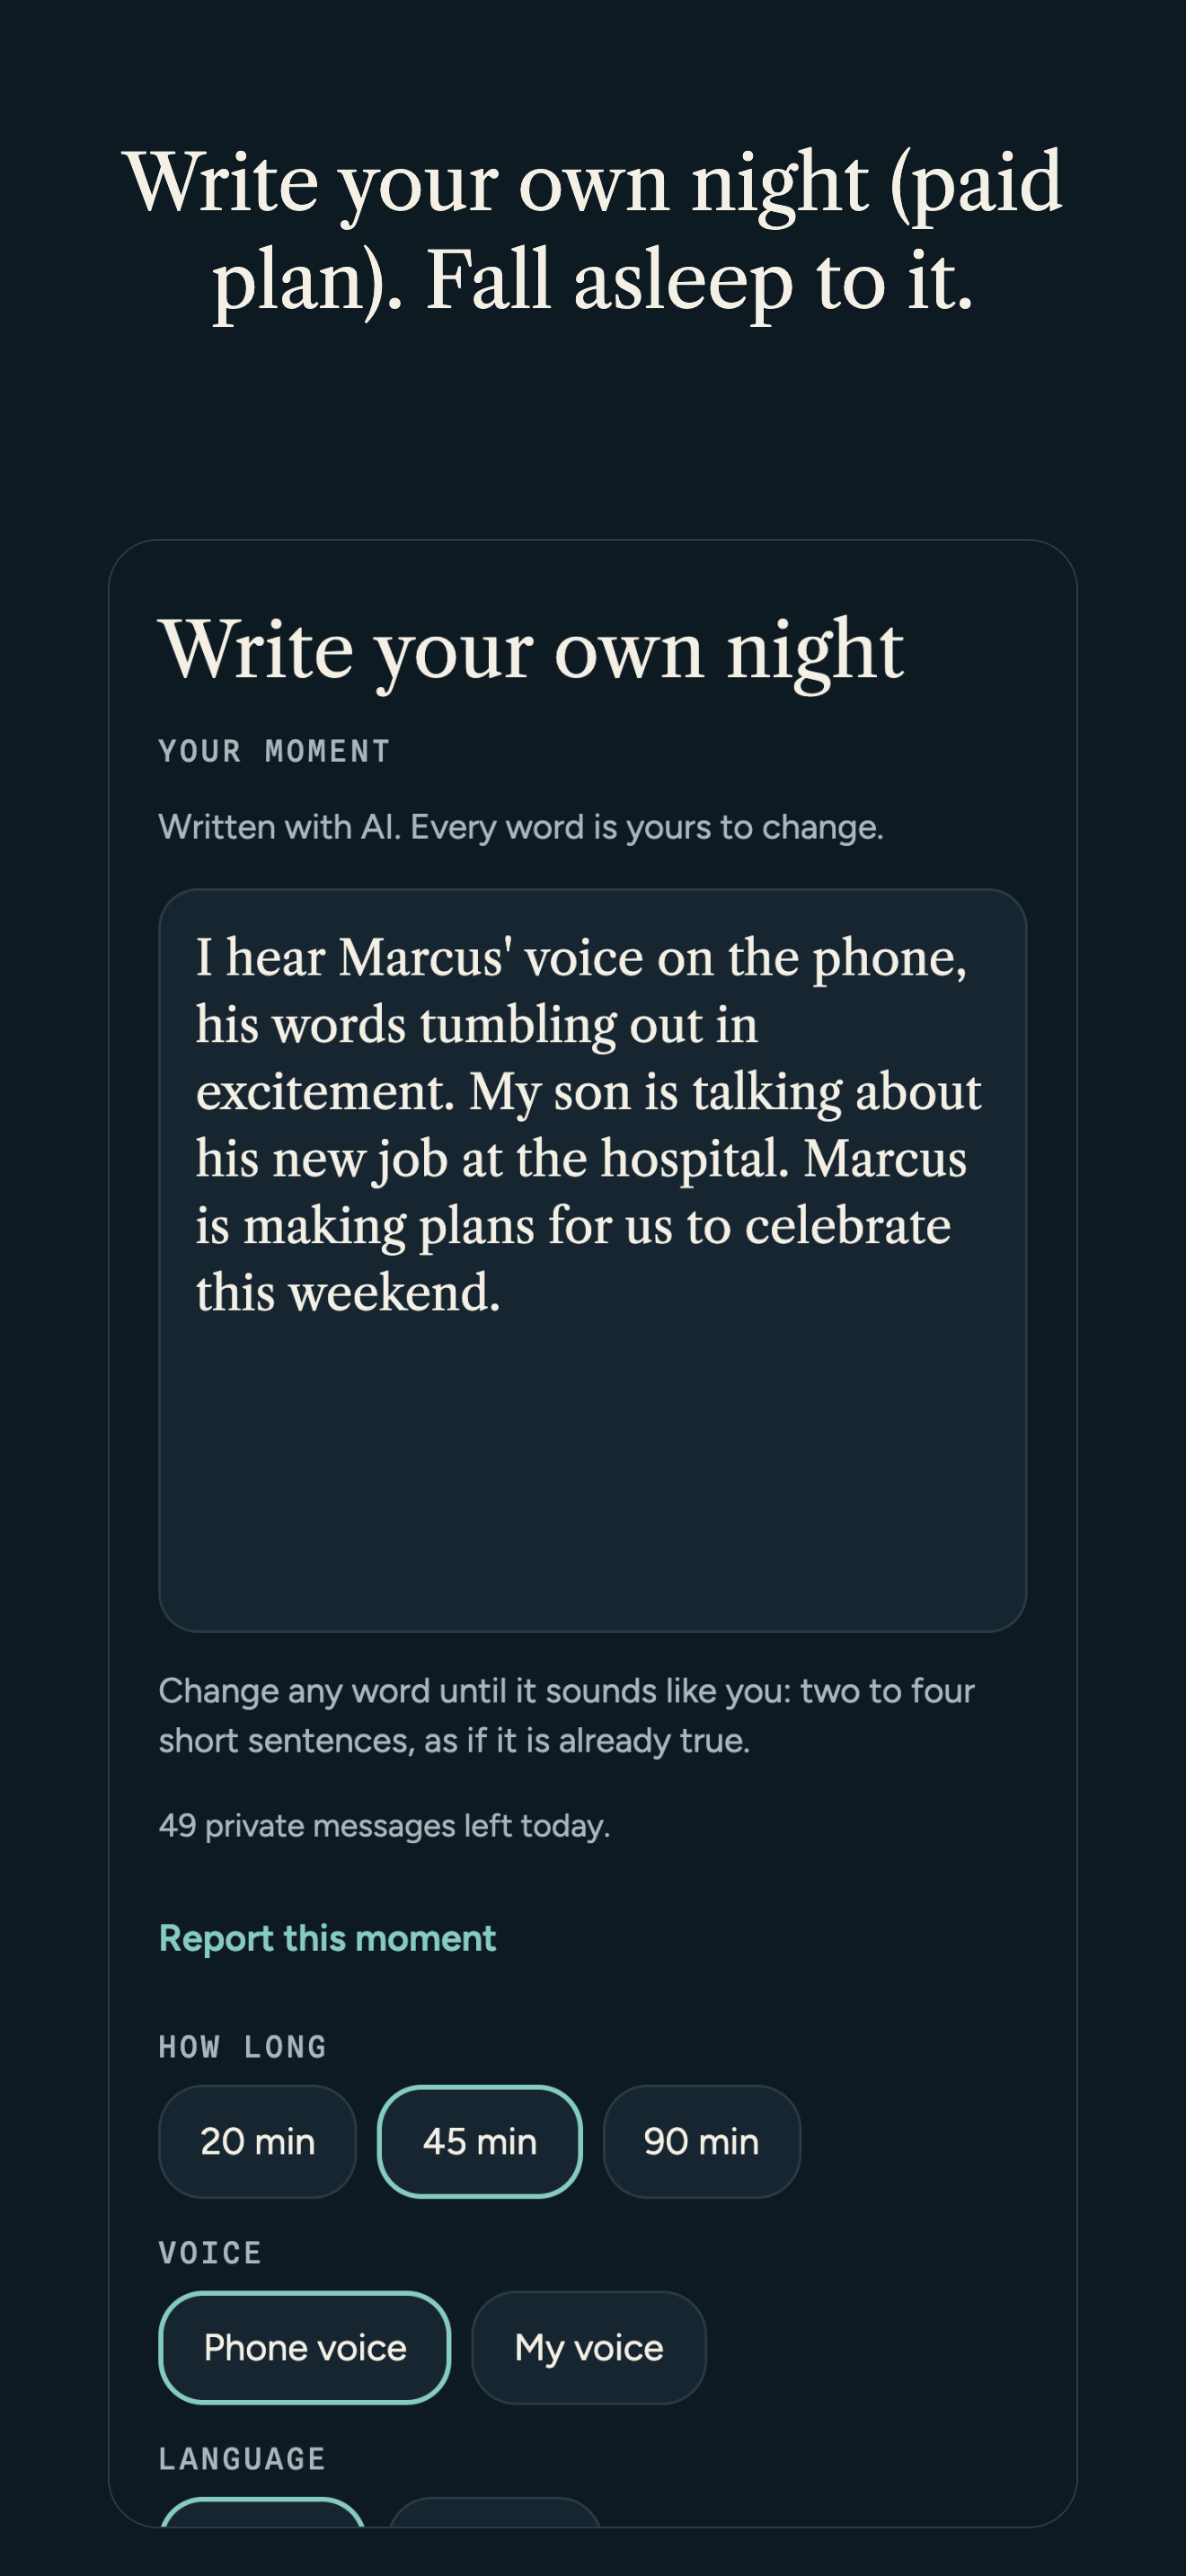 Write your own night (paid
plan). Fall asleep to it.
Write your own night
YOUR MOMENT
Written with AI. Every word is yours to change.
I hear Marcus' voice on the phone,
his words tumbling out in
excitement. My son is talking about
his new job at the hospital. Marcus
is making plans for us to celebrate
this weekend.
Change any word until it sounds like you: two to four
short sentences, as if it is already true.
49 private messages left today.
Report this moment
HOW LONG
20 min 45 min 90 min
VOICE
Phone voice My voice
LANGUAGE